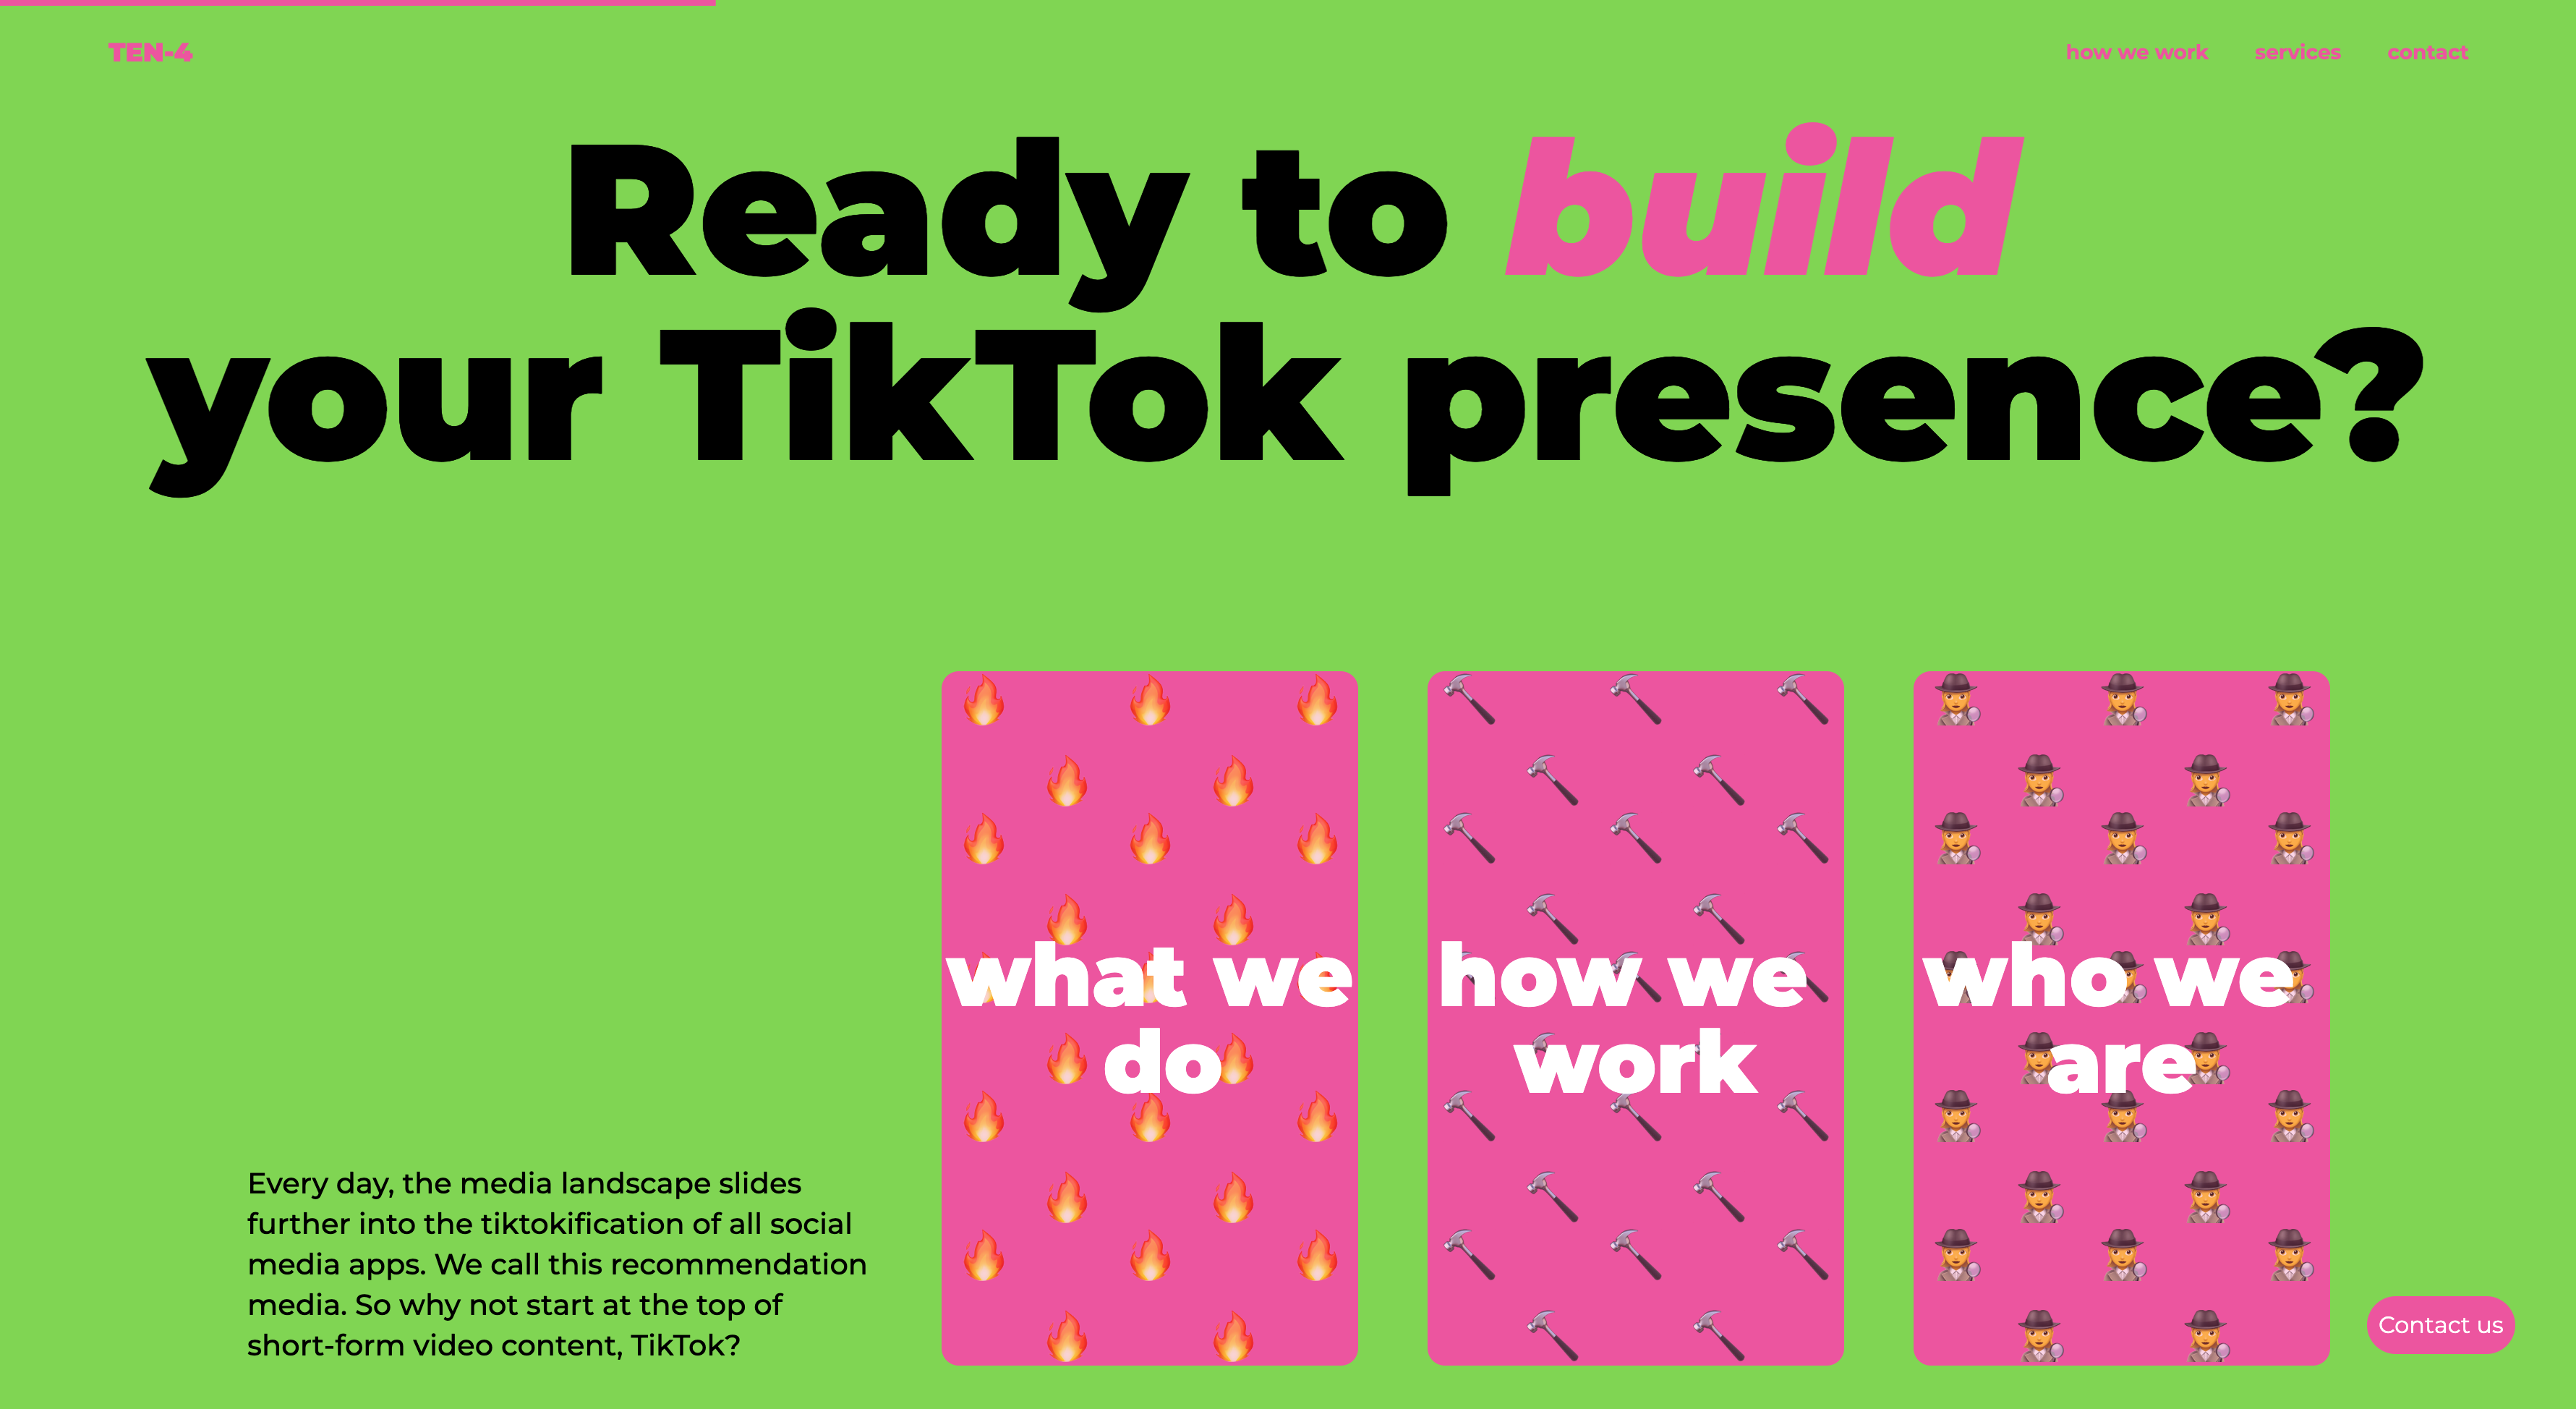 TEN-4
how we work
services
contact
Ready to build
your TikTok presence?
what we
do
how we
work
who we
are
Every day, the media landscape slides
further into the tiktokification of all social
media apps. We call this recommendation
media. So why not start at the top of
short-form video content, TikTok?
Contact us